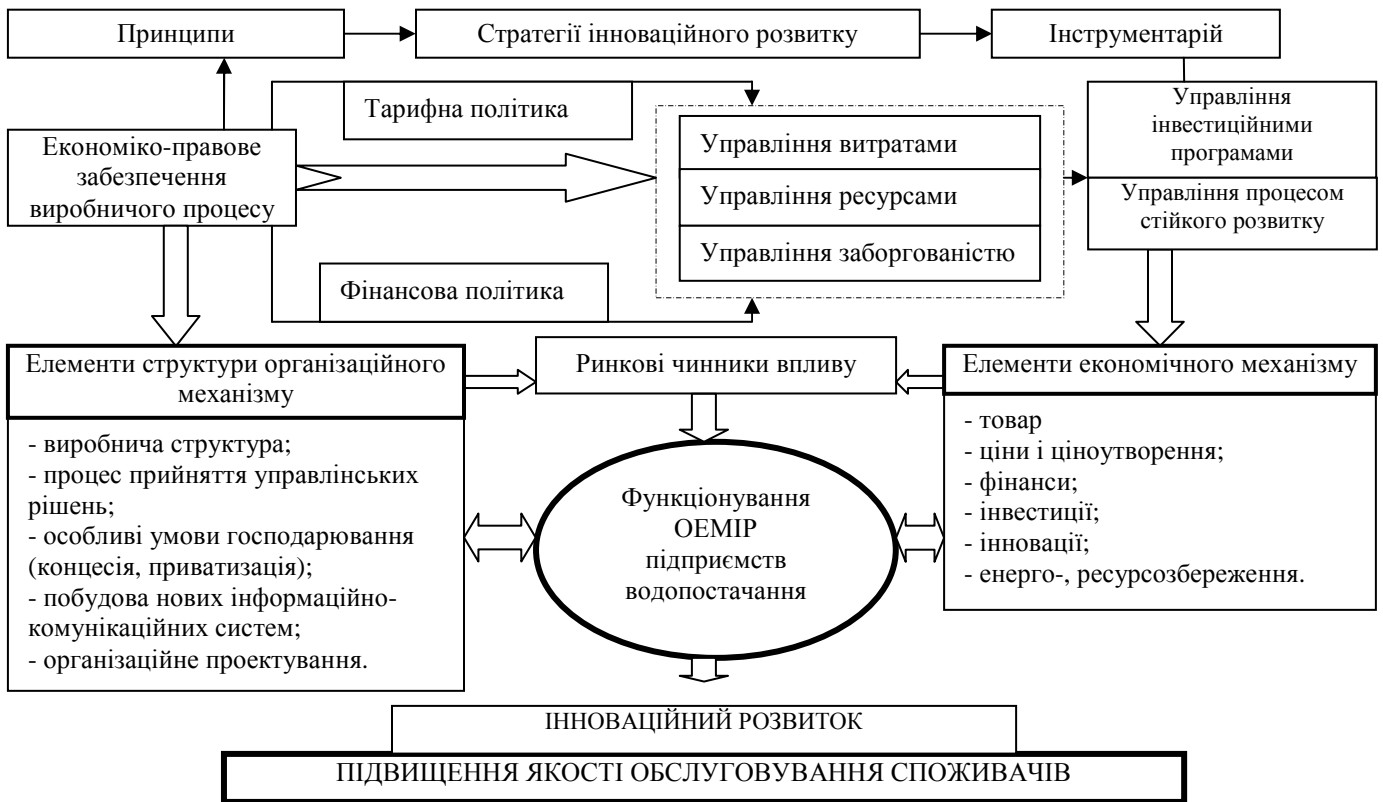 Принципи
Стратегії інноваційного розвитку
Інструментарій
Тарифна політика
Економіко-правове
забезпечення
виробничого процесу
Управління витратами
Управління ресурсами
Управління заборгованістю
Управління
інвестиційними
програмами
Управління процесом
стійкого розвитку
Фінансова політика
Елементи структури організаційного
механізму
Ринкові чинники впливу
Елементи економічного механізму
- виробнича структура;
- процес прийняття управлінських
рішень;
- особливі умови господарювання
(концесія, приватизація);
- побудова нових інформаційно-
комунікаційних систем;
- організаційне проектування.
Функціонування
ОЕМІР
підприємств
водопостачання
- товар
- ціни і ціноутворення;
- фінанси;
- інвестиції;
- інновації;
- енерго-, ресурсозбереження.
ІННОВАЦІЙНИЙ РОЗВИТОК
ПІДВИЩЕННЯ ЯКОСТІ ОБСЛУГОВУВАННЯ СПОЖИВАЧІВ